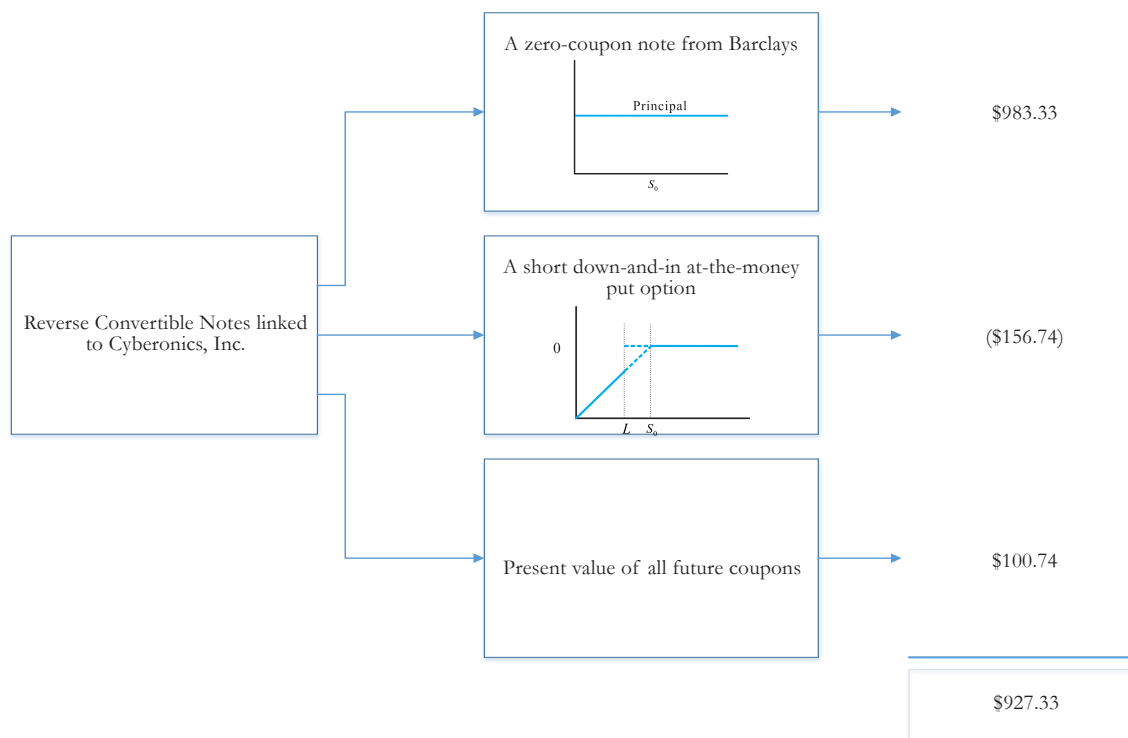 A zero-coupon note from Barclays
Principal
S₀
$983.33
Reverse Convertible Notes linked
to Cyberonics, Inc.
A short down-and-in at-the-money
put option
0
L S₀
($156.74)
Present value of all future coupons
$100.74
$927.33